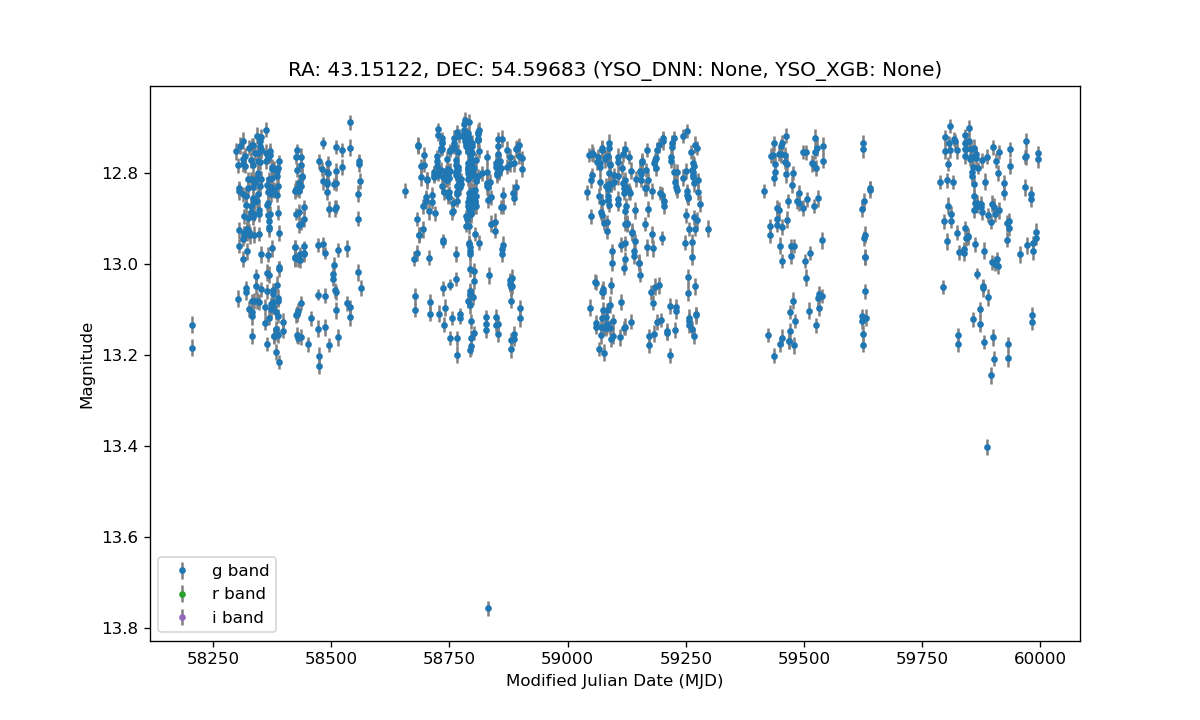 RA: 43.15122, DEC: 54.59683 (YSO_DNN: None, YSO_XGB: None)
Magnitude
12.8
13.0
13.2
13.4
13.6
13.8
g band
r band
i band
58250 58500 58750 59000 59250 59500 59750 60000
Modified Julian Date (MJD)